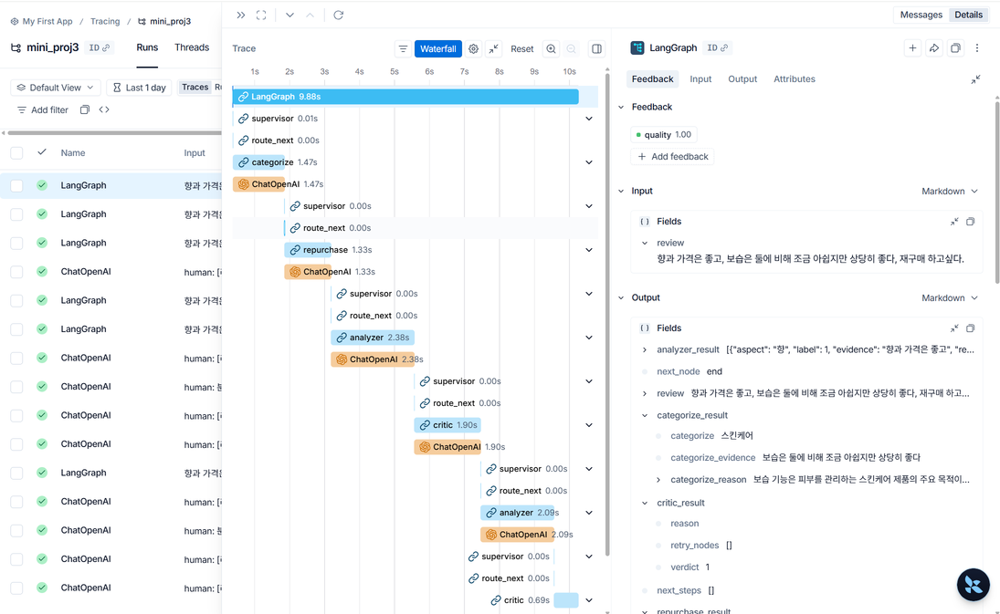 My First App / Tracing / mini_proj3
mini_proj3 ID Runs Threads
Default View Last 1 day Traces
Add filter
Name Input
LangGraph 향과 가격은
LangGraph 향과 가격은
LangGraph 향과 가격은
ChatOpenAI human: [
LangGraph 향과 가격은
LangGraph 향과 가격은
ChatOpenAI human: [
ChatOpenAI human: 분
ChatOpenAI human: [
ChatOpenAI human: 분
LangGraph 향과 가격은
ChatOpenAI human: [
ChatOpenAI human: 분
ChatOpenAI human: [
ChatOpenAI human: [
Trace Waterfall Reset
1s 2s 3s 4s 5s 6s 7s 8s 9s 10s
LangGraph 9.88s
supervisor 0.01s
route_next 0.00s
categorize 1.47s
ChatOpenAI 1.47s
supervisor 0.00s
route_next 0.00s
repurchase 1.33s
ChatOpenAI 1.33s
supervisor 0.00s
route_next 0.00s
analyzer 2.38s
ChatOpenAI 2.38s
supervisor 0.00s
route_next 0.00s
critic 1.90s
ChatOpenAI 1.90s
supervisor 0.00s
route_next 0.00s
analyzer 2.09s
ChatOpenAI 2.09s
supervisor 0.00s
route_next 0.00s
critic 0.69s
Messages Details
LangGraph ID
Feedback Input Output Attributes
Feedback
quality 1.00
Add feedback
Input Markdown
Fields
review
향과 가격은 좋고, 보습은 둘에 비해 조금 아쉽지만 상당히 좋다, 재구매 하고싶다.
Output Markdown
Fields
analyzer_result [{"aspect": "향", "label": 1, "evidence": "향과 가격은 좋고", "re...
next_node end
review 향과 가격은 좋고, 보습은 둘에 비해 조금 아쉽지만 상당히 좋다, 재구매 하고...
categorize_result
categorize 스킨케어
categorize_evidence 보습은 둘에 비해 조금 아쉽지만 상당히 좋다
categorize_reason 보습 기능은 피부를 관리하는 스킨케어 제품의 주요 목적이...
critic_result
reason
retry_nodes []
verdict 1
next_steps []
repurchase_result